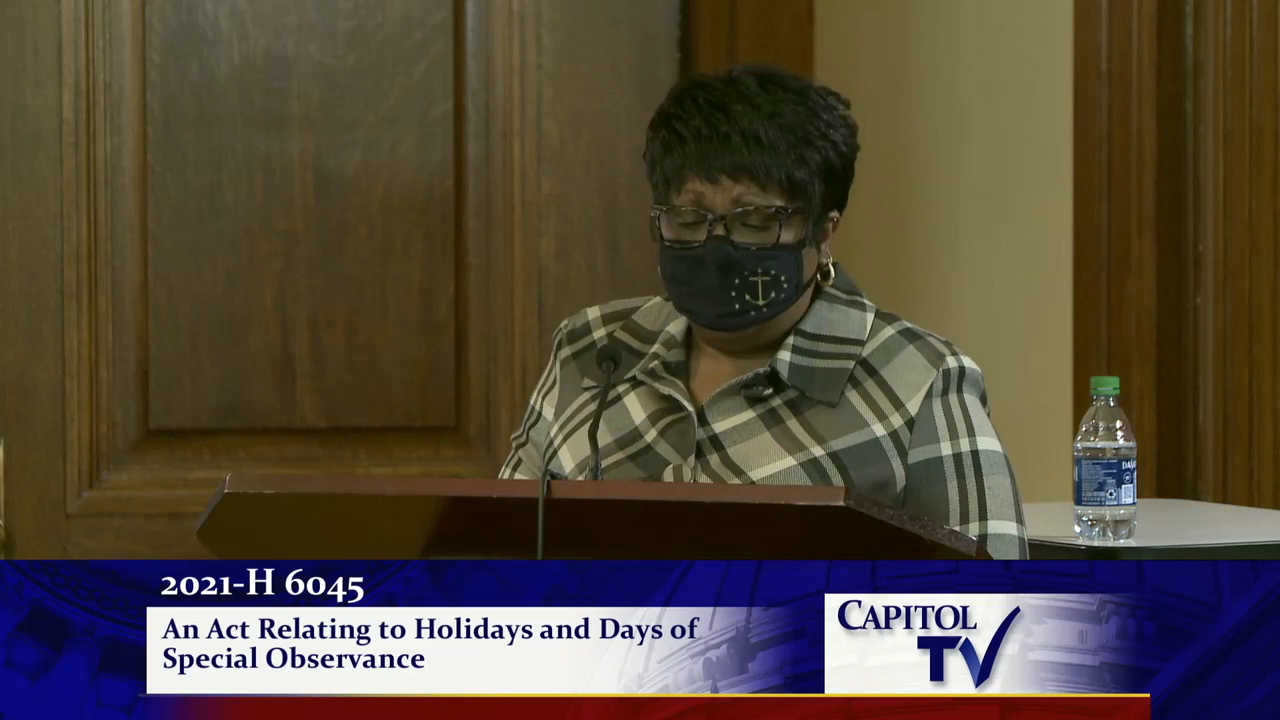 2021-H 6045
An Act Relating to Holidays and Days of
Special Observance
CAPITOL
TV